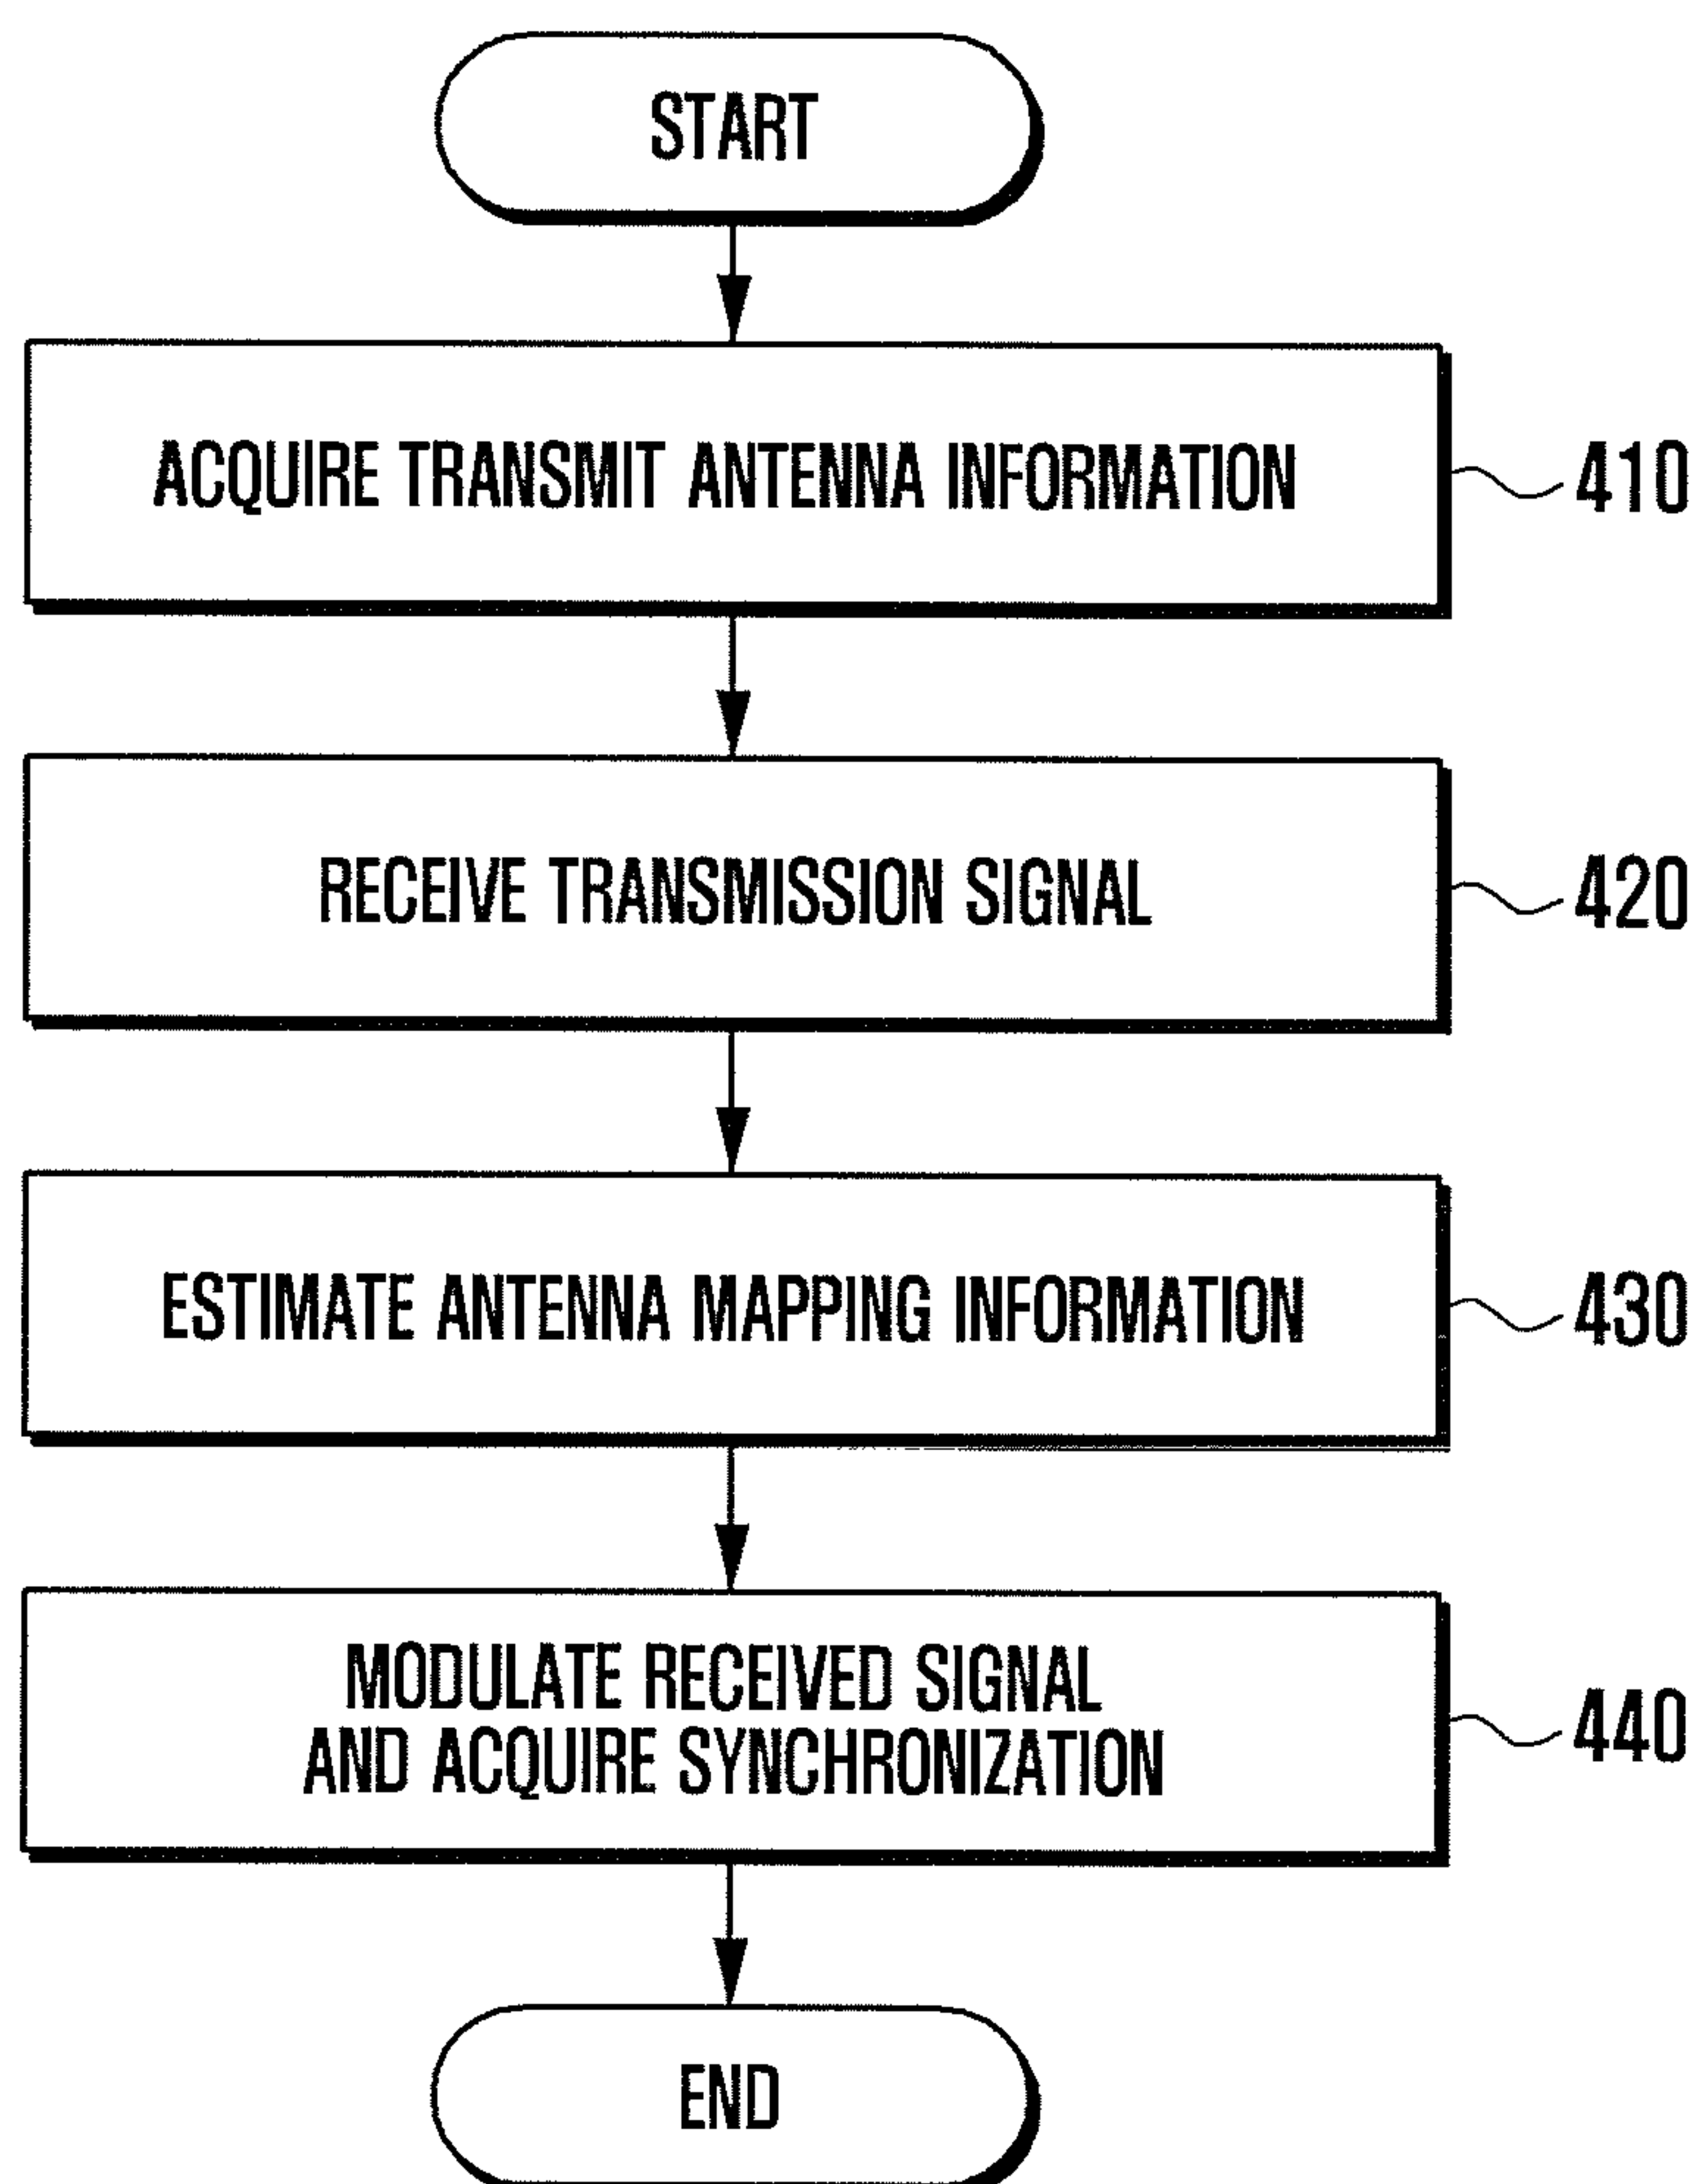 START
ACQUIRE TRANSMIT ANTENNA INFORMATION
410
RECEIVE TRANSMISSION SIGNAL
420
ESTIMATE ANTENNA MAPPING INFORMATION
430
MODULATE RECEIVED SIGNAL
AND ACQUIRE SYNCHRONIZATION
440
END